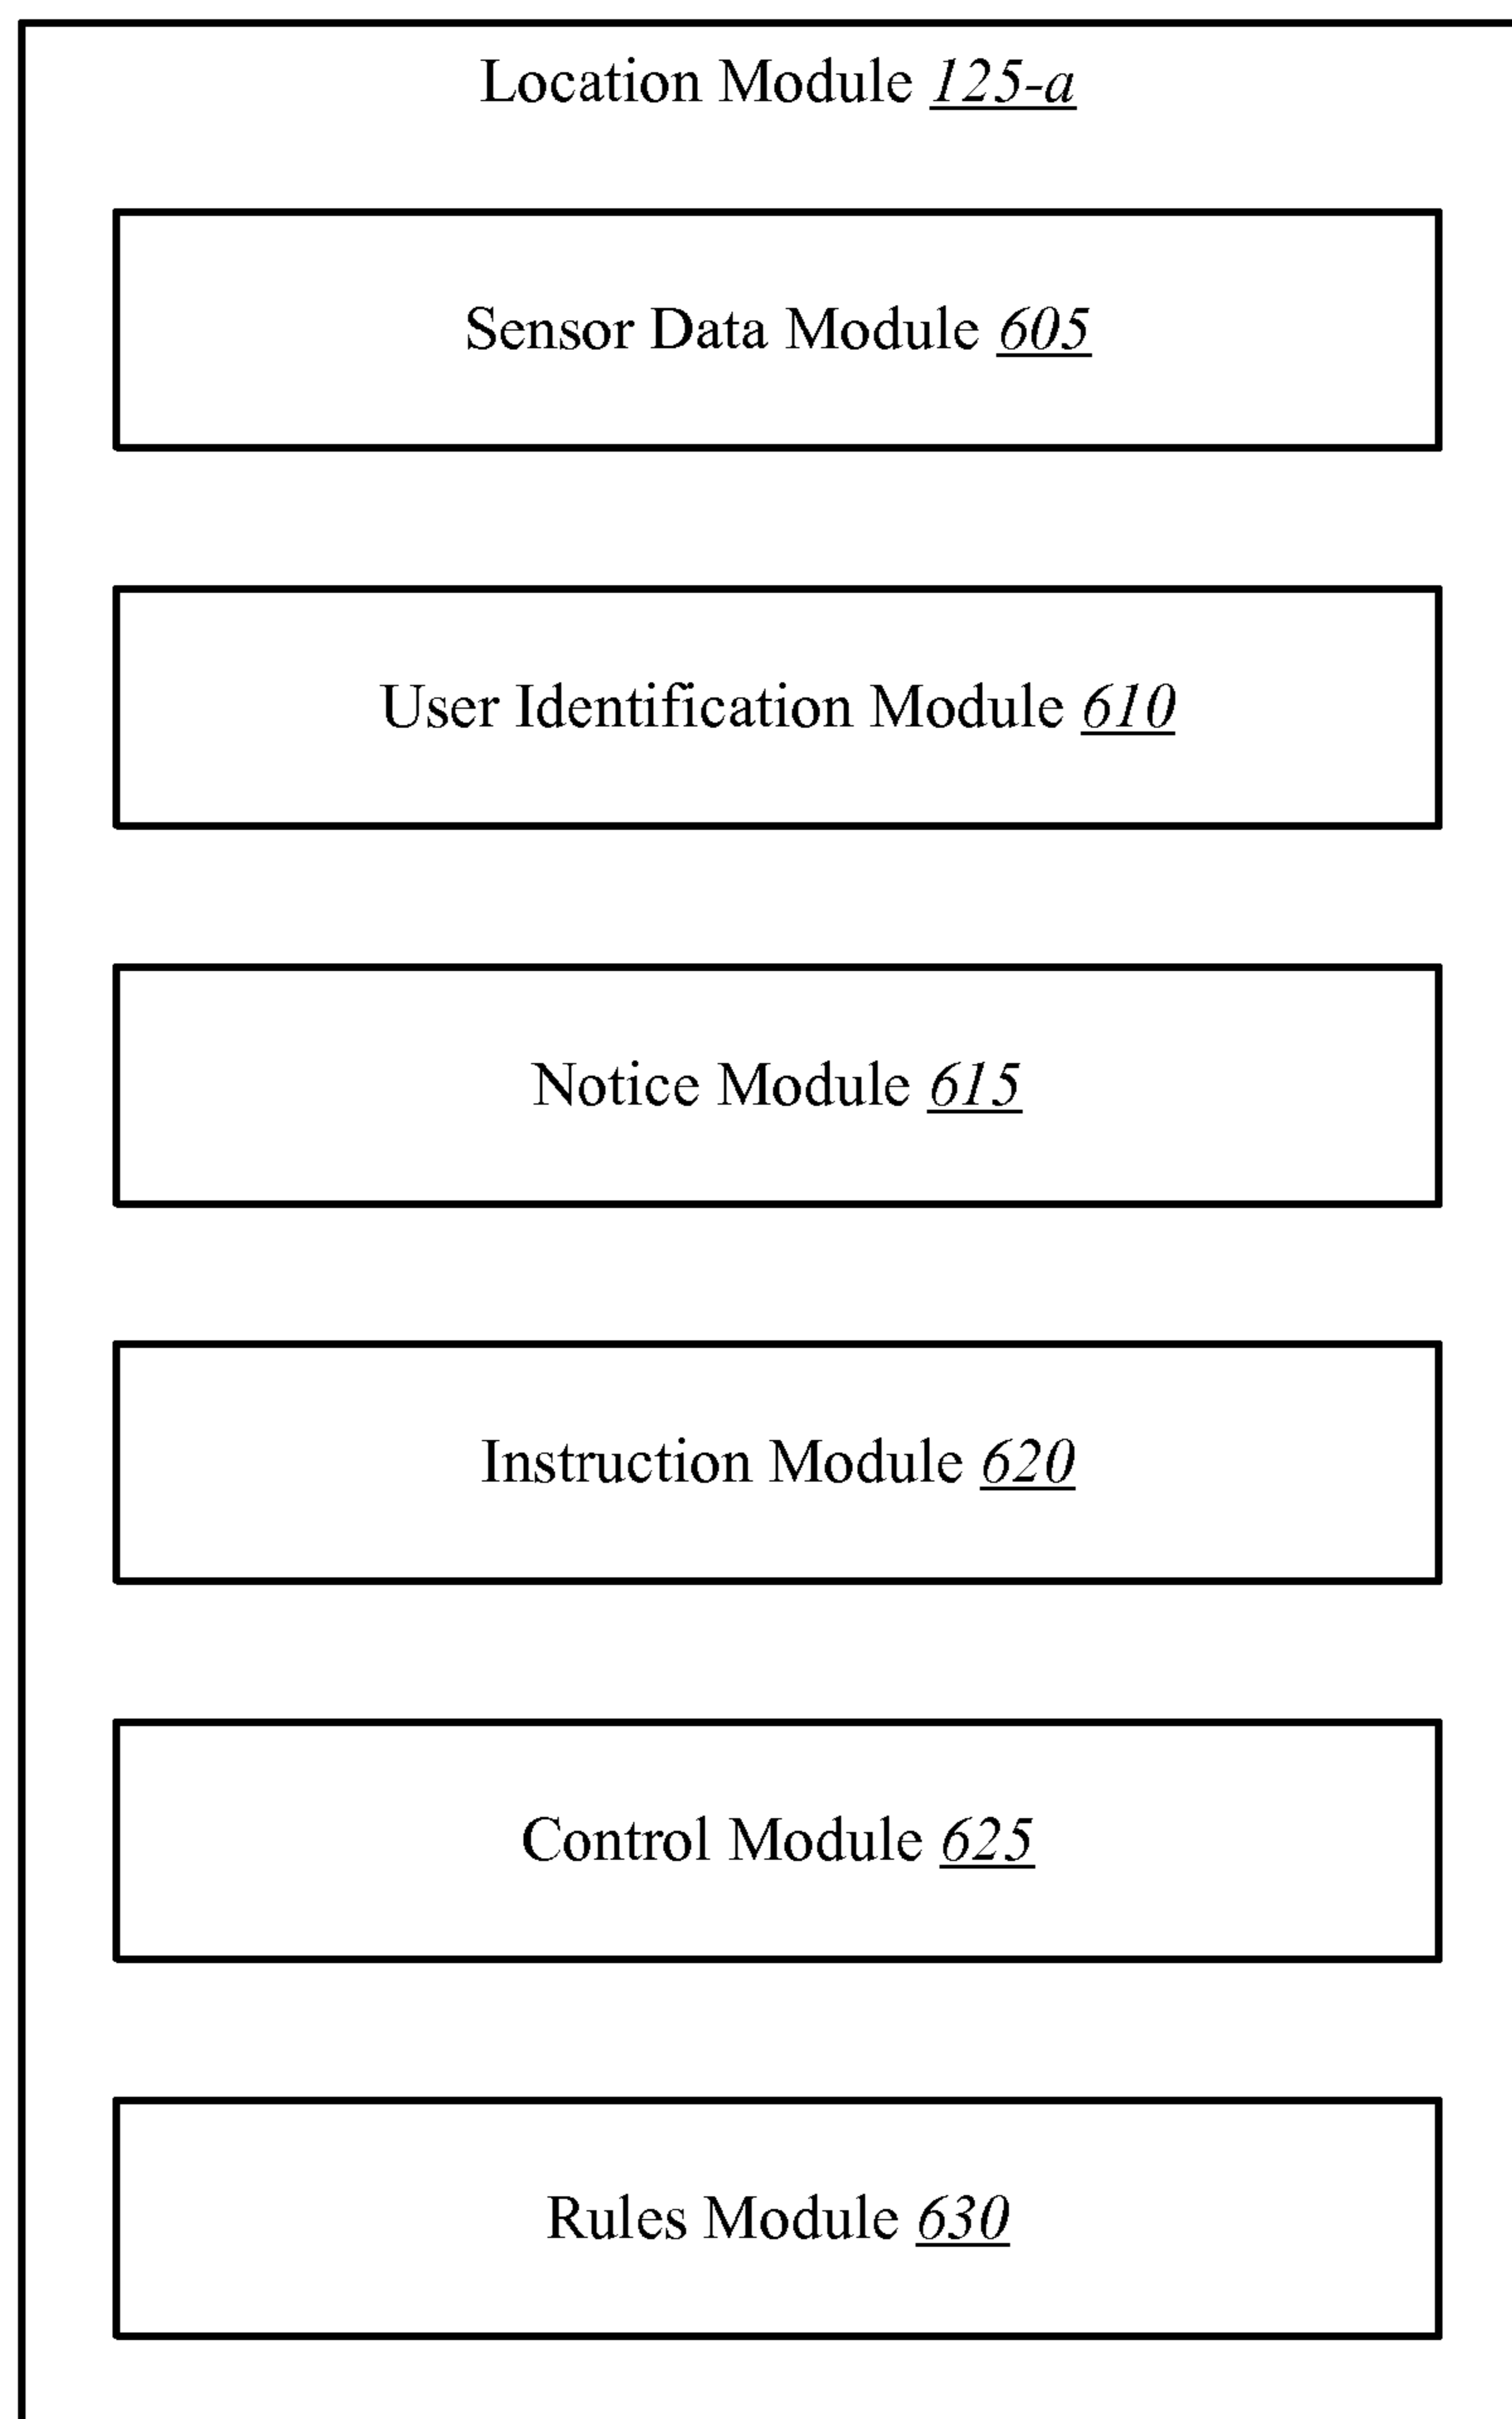 Location Module 125-a
Sensor Data Module 605
User Identification Module 610
Notice Module 615
Instruction Module 620
Control Module 625
Rules Module 630